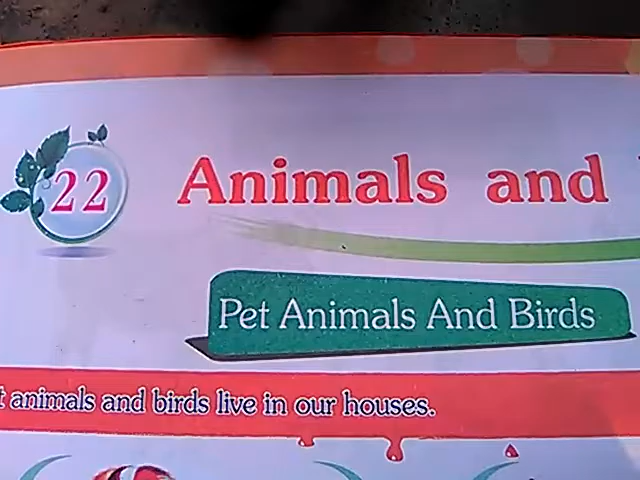 22
Animals and
Pet Animals And Birds
animals and birds live in our houses.